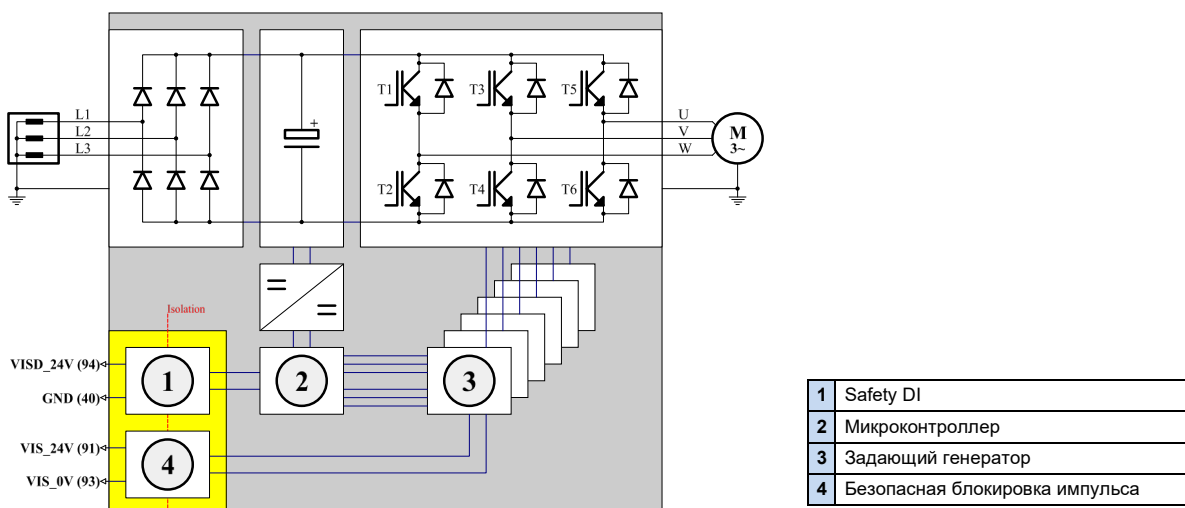 T1
T3
T5
L1
L2
L3
+
U
V
W
M
3~
T2
T4
T6
Isolation
VISD_24V (94)
GND (40)
1
2
3
VIS_24V (91)
VIS_0V (93)
4
1 Safety DI
2 Микроконтроллер
3 Задающий генератор
4 Безопасная блокировка импульса